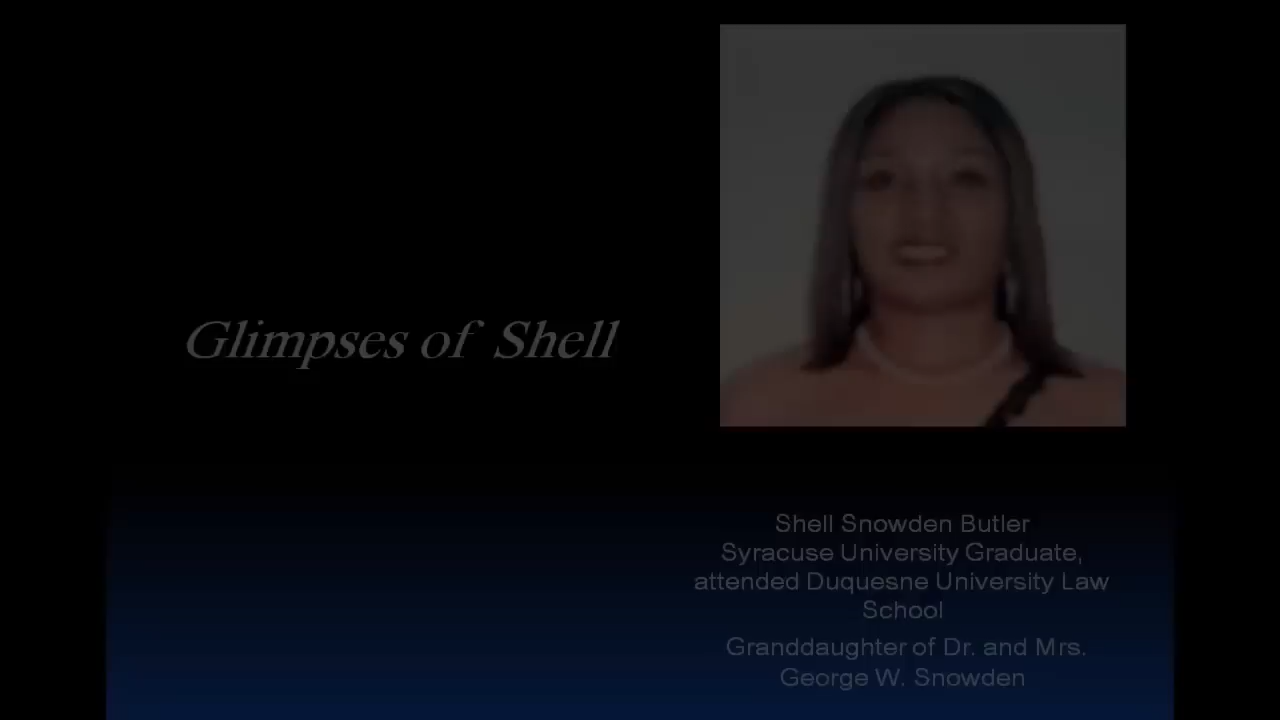 Glimpses of Shell
Shell Snowden Butler
Syracuse University Graduate,
attended Duquesne University Law
School
Granddaughter of Dr. and Mrs.
George W. Snowden